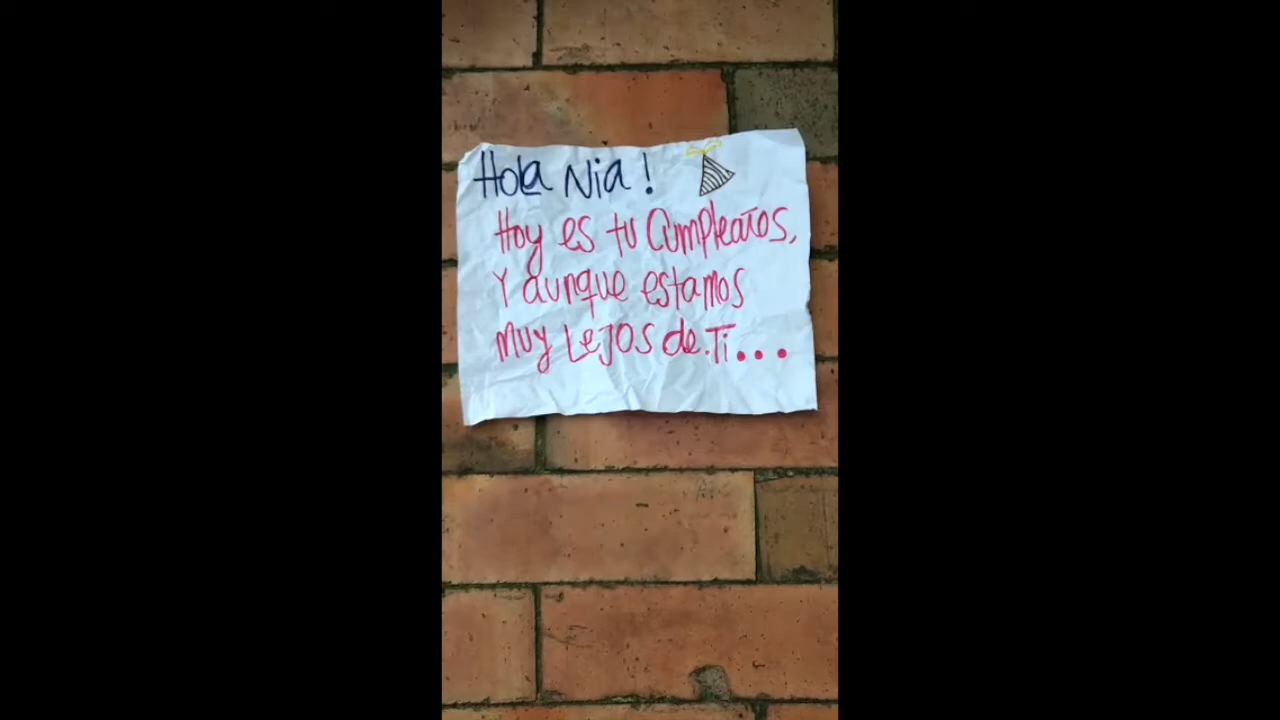 Hola Nia!
Hoy es tu Cumpleaños,
Y aunque estamos
muy LeJOS de.Ti...